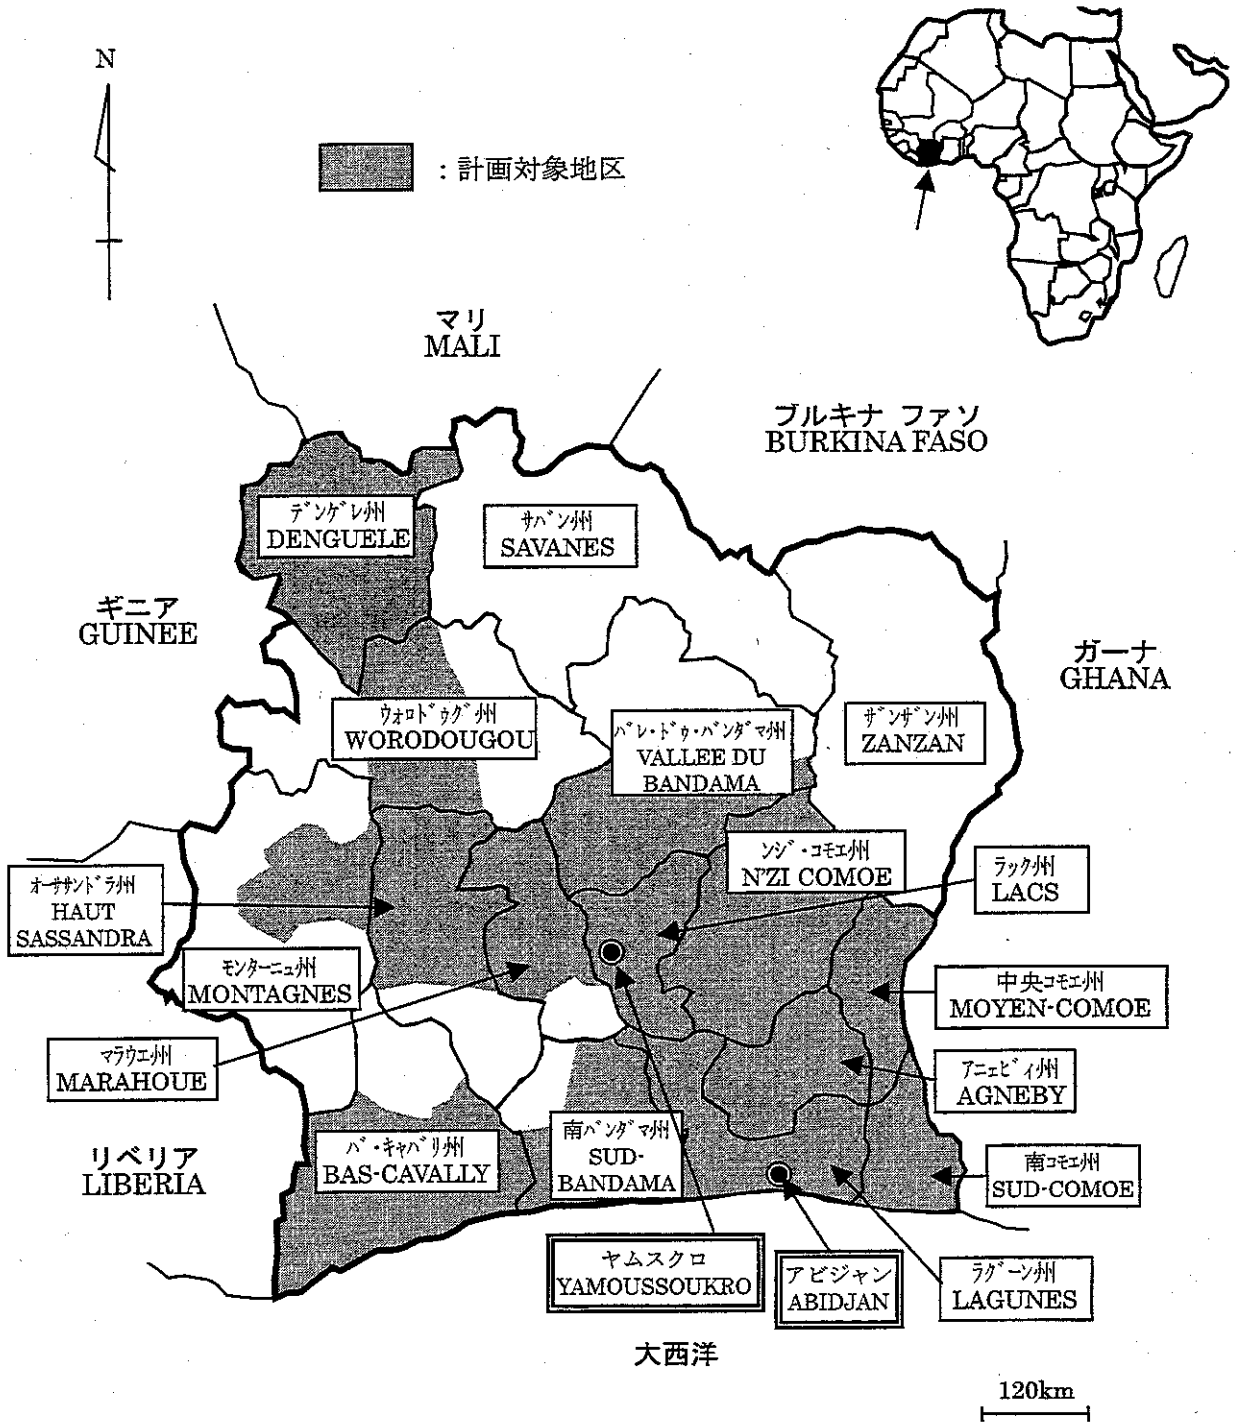 N
：計画対象地区
マリ
MALI
ブルキナ ファソ
BURKINA FASO
デンゲレ州
DENGUELE
サバン州
SAVANES
ギニア
GUINEE
ガーナ
GHANA
ウォロドゥグ州
WORODOUGOU
バレ・ドゥ・バンダマ州
VALLEE DU
BANDAMA
ザンザン州
ZANZAN
ンジ・コモエ州
N'ZI COMOE
ラック州
LACS
オーササンドラ州
HAUT
SASSANDRA
モンターニュ州
MONTAGNES
中央コモエ州
MOYEN-COMOE
マラウエ州
MARAHOUE
アニェビィ州
AGNEBY
リベリア
LIBERIA
バ・キャバリ州
BAS-CAVALLY
南バンダマ州
SUD-
BANDAMA
南コモエ州
SUD-COMOE
ヤムスクロ
YAMOUSSOUKRO
アビジャン
ABIDJAN
ラグーン州
LAGUNES
大西洋
120km